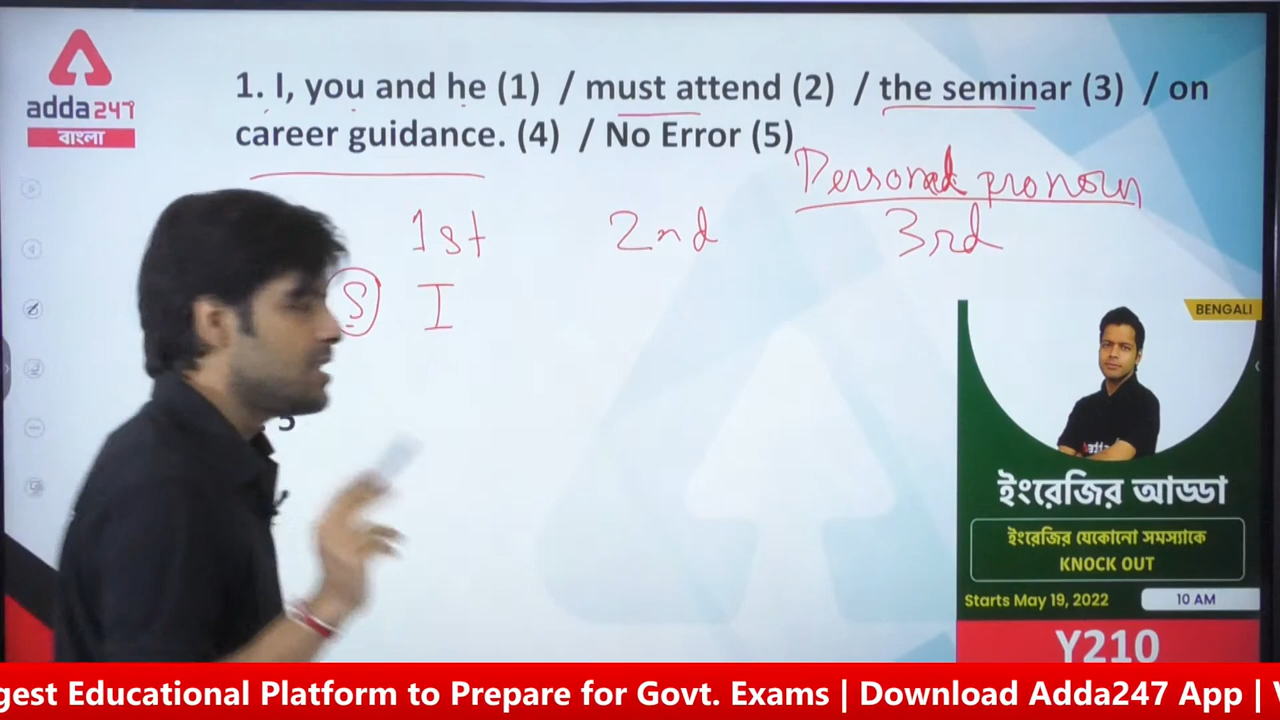 adda247
বাংলা
1. I, you and he (1) / must attend (2) / the seminar (3) / on
career guidance. (4) / No Error (5)
Personal pronoun
1st 2nd 3rd
S I
5
BENGALI
ইংরেজির আড্ডা
ইংরেজির যেকোনো সমস্যাকে
KNOCK OUT
Starts May 19, 2022 10 AM
Y210
gest Educational Platform to Prepare for Govt. Exams | Download Adda247 App |